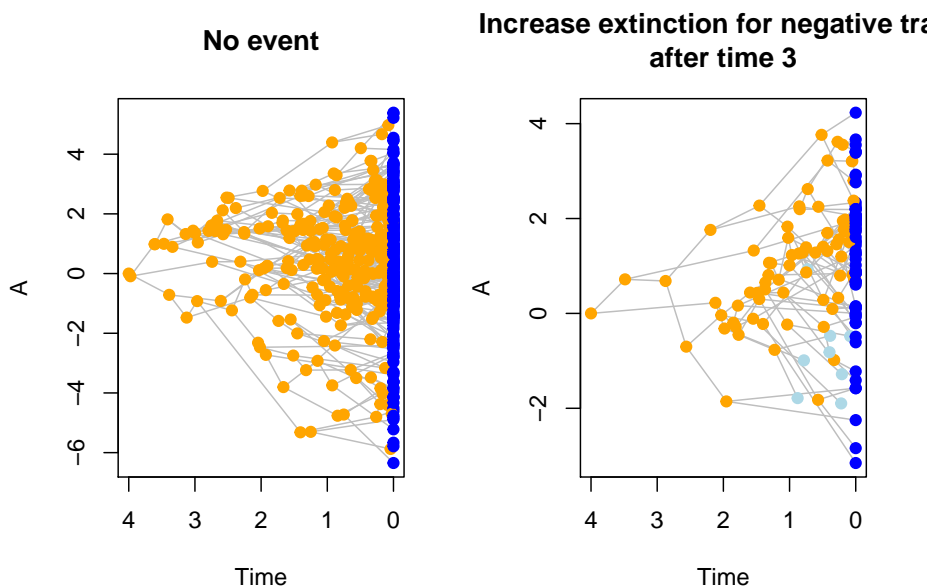 No event
4
2
0
−2
−4
−6
A
4 3 2 1 0
Time
Increase extinction for negative tra
after time 3
4
2
0
−2
A
4 3 2 1 0
Time